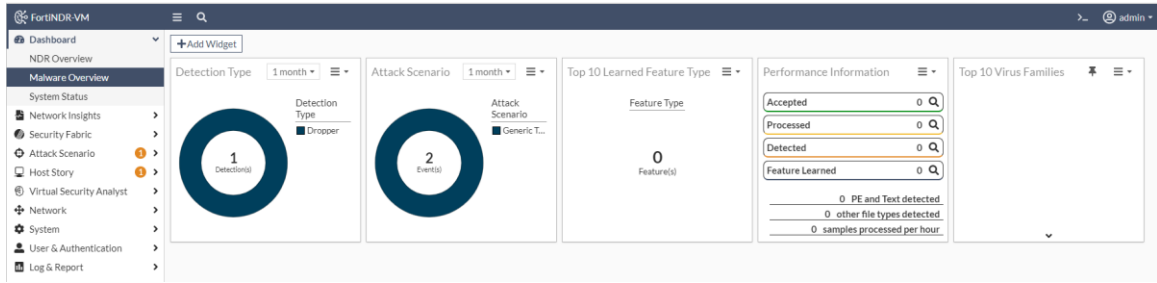 FortiNDR-VM
>_ admin
Dashboard
NDR Overview
Malware Overview
System Status
Network Insights
Security Fabric
Attack Scenario 1
Host Story 1
Virtual Security Analyst
Network
System
User & Authentication
Log & Report
+Add Widget
Detection Type 1 month
Detection
Type
Dropper
1
Detection(s)
Attack Scenario 1 month
Attack
Scenario
Generic T...
2
Event(s)
Top 10 Learned Feature Type
Feature Type
0
Feature(s)
Performance Information
Accepted 0
Processed 0
Detected 0
Feature Learned 0
0 PE and Text detected
0 other file types detected
0 samples processed per hour
Top 10 Virus Families